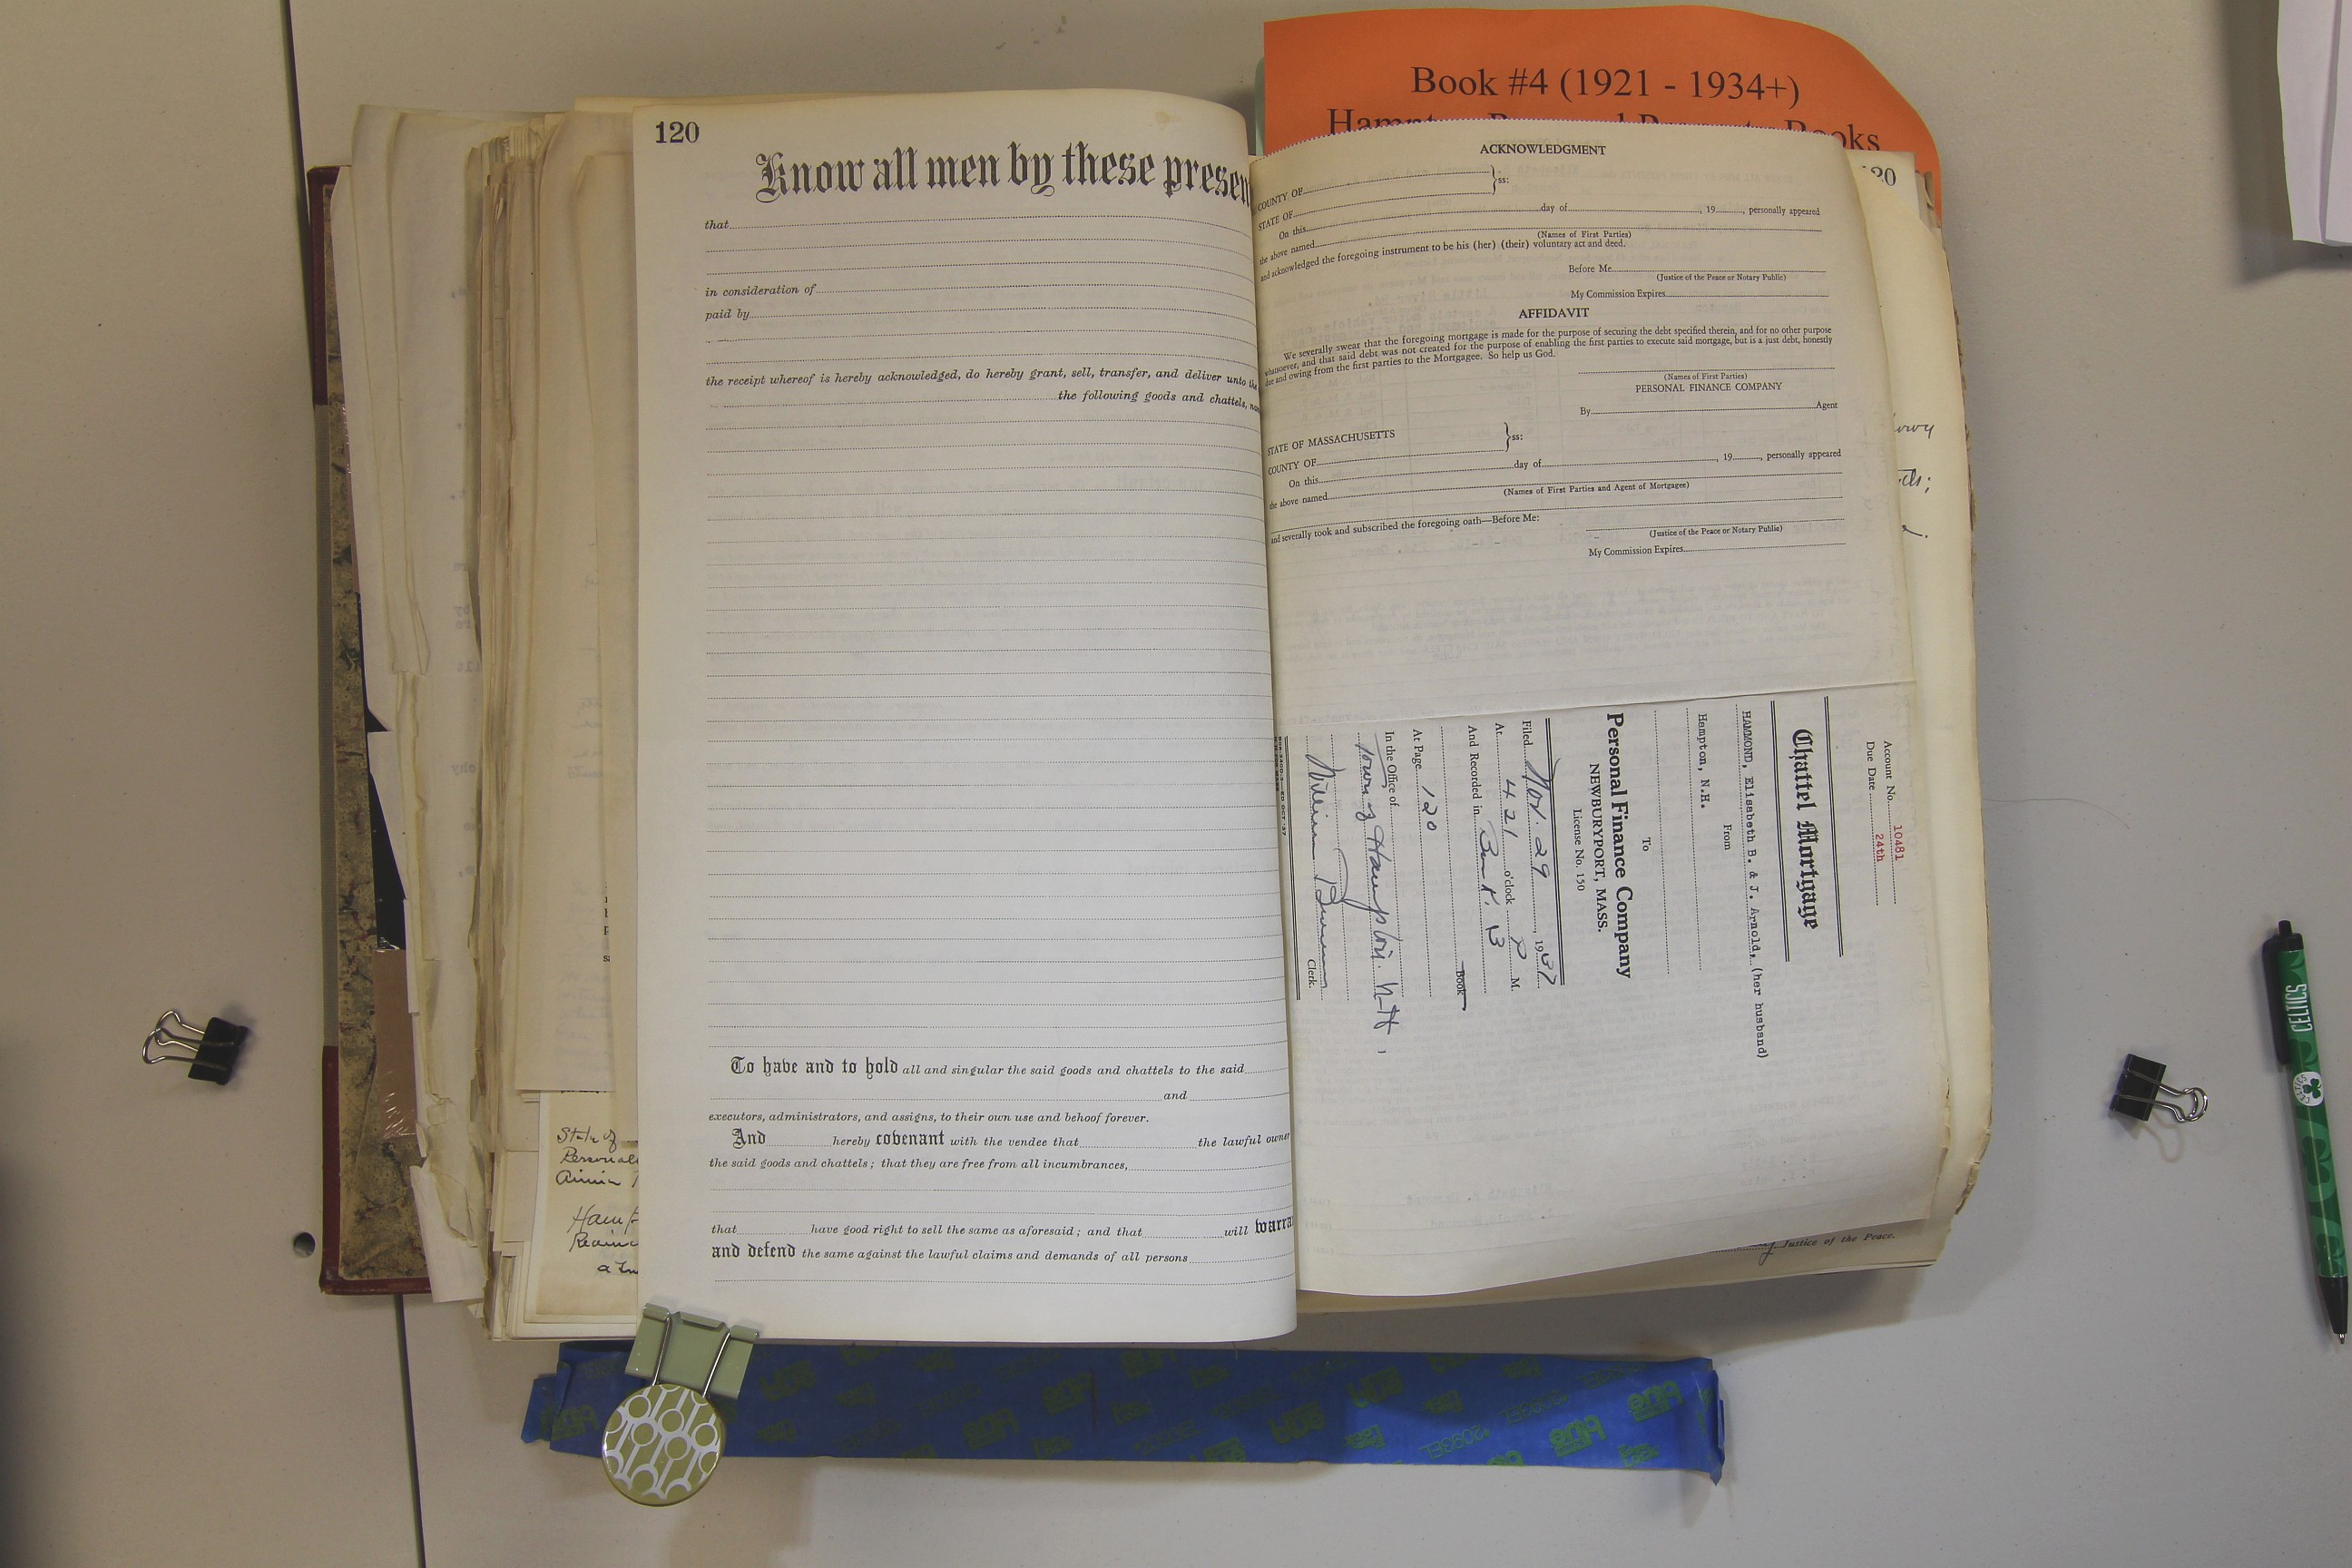 Book #4 (1921 - 1934+)
120
Know all men by these presen
that
in consideration of
paid by
the receipt whereof is hereby acknowledged, do hereby grant, sell, transfer, and deliver unto the
the following goods and chattels, nam
To have and to hold all and singular the said goods and chattels to the said
and
executors, administrators, and assigns, to their own use and behoof forever.
And hereby covenant with the vendee that the lawful owner
the said goods and chattels; that they are free from all incumbrances,
that have good right to sell the same as aforesaid; and that will warra
and defend the same against the lawful claims and demands of all persons
ACKNOWLEDGMENT
COUNTY OF
STATE OF }ss:
On this day of , 19 , personally appeared
the above named
(Names of First Parties)
and acknowledged the foregoing instrument to be his (her) (their) voluntary act and deed.
Before Me
(Justice of the Peace or Notary Public)
My Commission Expires
AFFIDAVIT
We severally swear that the foregoing mortgage is made for the purpose of securing the debt specified therein, and for no other purpose
whatsoever, and that said debt was not created for the purpose of enabling the first parties to execute said mortgage, but is a just debt, honestly
due and owing from the first parties to the Mortgagee. So help us God.
(Names of First Parties)
PERSONAL FINANCE COMPANY
By Agent
STATE OF MASSACHUSETTS }ss:
COUNTY OF
On this day of , 19 , personally appeared
the above named
(Names of First Parties and Agent of Mortgagee)
and severally took and subscribed the foregoing oath—Before Me:
(Justice of the Peace or Notary Public)
My Commission Expires
Account No. 10481
Due Date 24th
Chattel Mortgage
HAMMOND, Elisabeth B. & J. Arnold, (her husband)
From
Hampton, N.H.
To
Personal Finance Company
NEWBURYPORT, MASS.
License No. 150
Filed Nov. 29, 1937
At 4 21 o'clock P M.
And Recorded in Book. B Book
At Page 120
In the Office of
Town of Hampton. N.H.
William Clerk.
Justice of the Peace.
State of
Personal
CELTICS